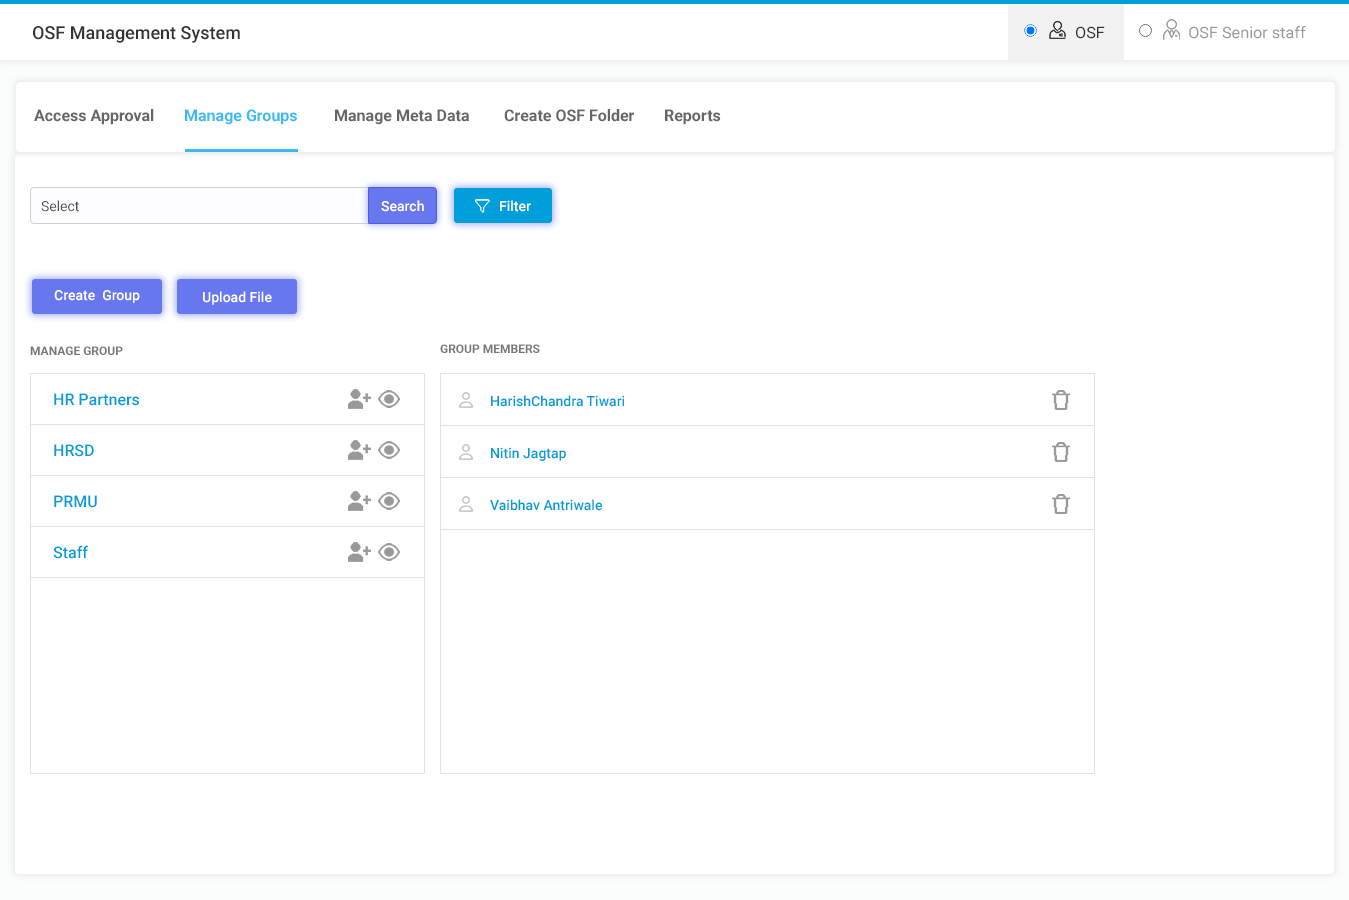 OSF Management System
OSF
OSF Senior staff
Access Approval
Manage Groups
Manage Meta Data
Create OSF Folder
Reports
Select
Search
Filter
Create Group
Upload File
MANAGE GROUP
HR Partners
HRSD
PRMU
Staff
GROUP MEMBERS
HarishChandra Tiwari
Nitin Jagtap
Vaibhav Antriwale